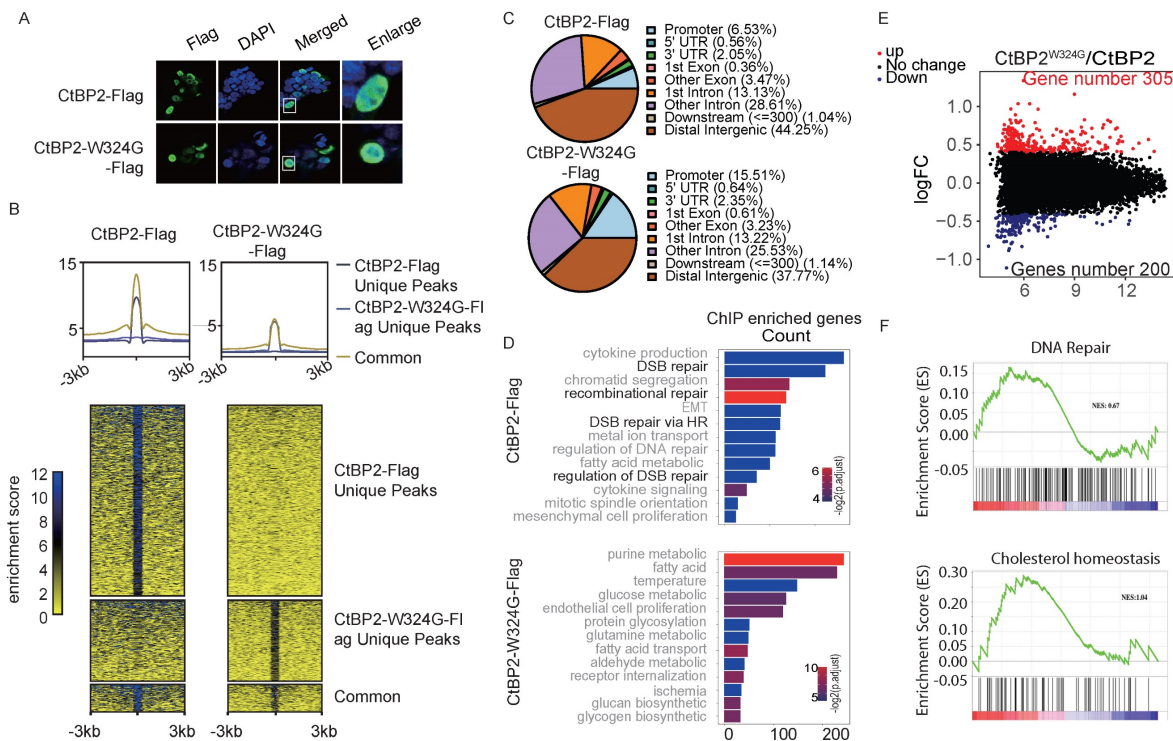 A
Flag
DAPI
Merged
Enlarge
CtBP2-Flag
CtBP2-W324G
-Flag
B
CtBP2-Flag
CtBP2-W324G
-Flag
15
5
15
5
-3kb
3kb
-3kb
3kb
CtBP2-Flag
Unique Peaks
CtBP2-W324G-Fl
ag Unique Peaks
Common
enrichment score
12
10
8
6
4
2
0
CtBP2-Flag
Unique Peaks
CtBP2-W324G-Fl
ag Unique Peaks
Common
-3kb
3kb
-3kb
3kb
C
CtBP2-Flag
Promoter (6.53%)
5' UTR (0.56%)
3' UTR (2.05%)
1st Exon (0.36%)
Other Exon (3.47%)
1st Intron (13.13%)
Other Intron (28.61%)
Downstream (<=300) (1.04%)
Distal Intergenic (44.25%)
CtBP2-W324G
-Flag
Promoter (15.51%)
5' UTR (0.64%)
3' UTR (2.35%)
1st Exon (0.61%)
Other Exon (3.23%)
1st Intron (13.22%)
Other Intron (25.53%)
Downstream (<=300) (1.14%)
Distal Intergenic (37.77%)
D
ChIP enriched genes
Count
CtBP2-Flag
cytokine production
DSB repair
chromatid segregation
recombinational repair
EMT
DSB repair via HR
metal ion transport
regulation of DNA repair
fatty acid metabolic
regulation of DSB repair
cytokine signaling
mitotic spindle orientation
mesenchymal cell proliferation
6
4
-log2(p.adjust)
0
100
200
CtBP2-W324G-Flag
purine metabolic
fatty acid
temperature
glucose metabolic
endothelial cell proliferation
protein glycosylation
glutamine metabolic
fatty acid transport
aldehyde metabolic
receptor internalization
ischemia
glucan biosynthetic
glycogen biosynthetic
10
5
-log2(p.adjust)
0
100
200
E
up
No change
Down
CtBP2W324G/CtBP2
Gene number 305
Genes number 200
logFC
1.0
0.5
0.0
-0.5
-1.0
6
9
12
F
DNA Repair
Enrichment Score (ES)
0.15
0.10
0.05
0.00
-0.05
NES: 0.67
Cholesterol homeostasis
Enrichment Score (ES)
0.30
0.20
0.10
0.00
-0.05
NES:1.04